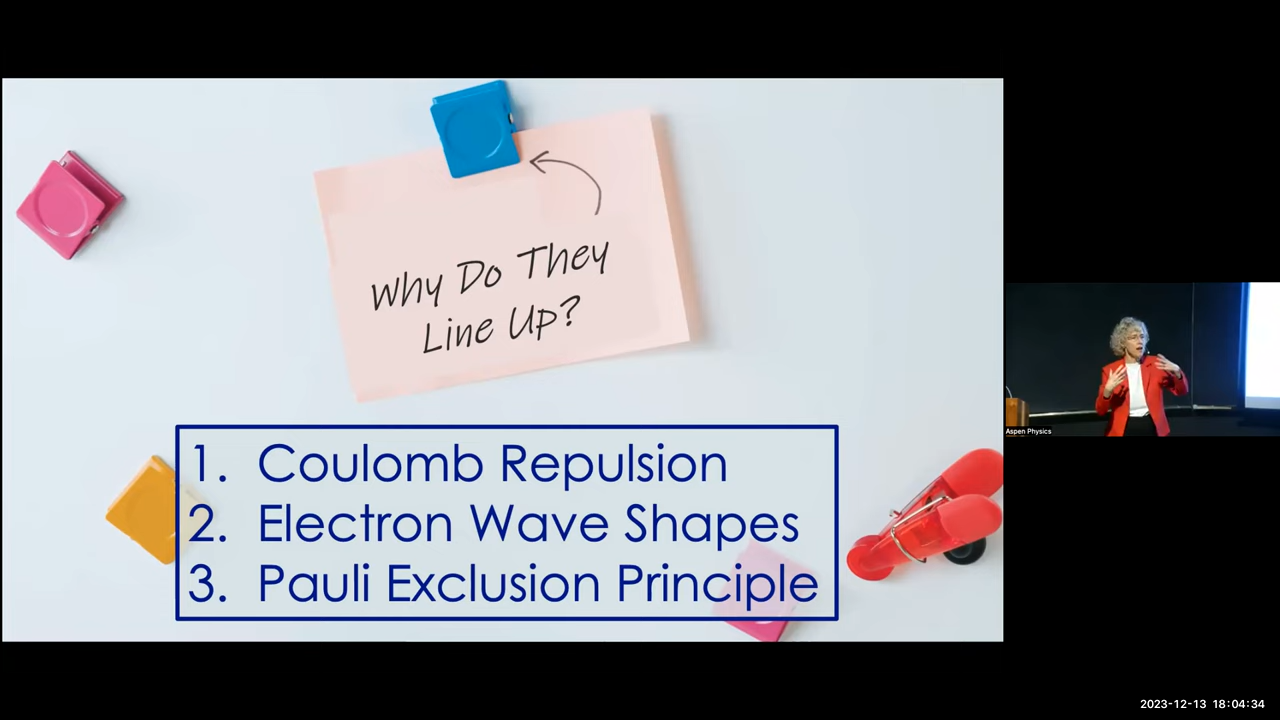 Why Do They
Line Up?
1. Coulomb Repulsion
2. Electron Wave Shapes
3. Pauli Exclusion Principle
Aspen Physics
2023-12-13 18:04:34